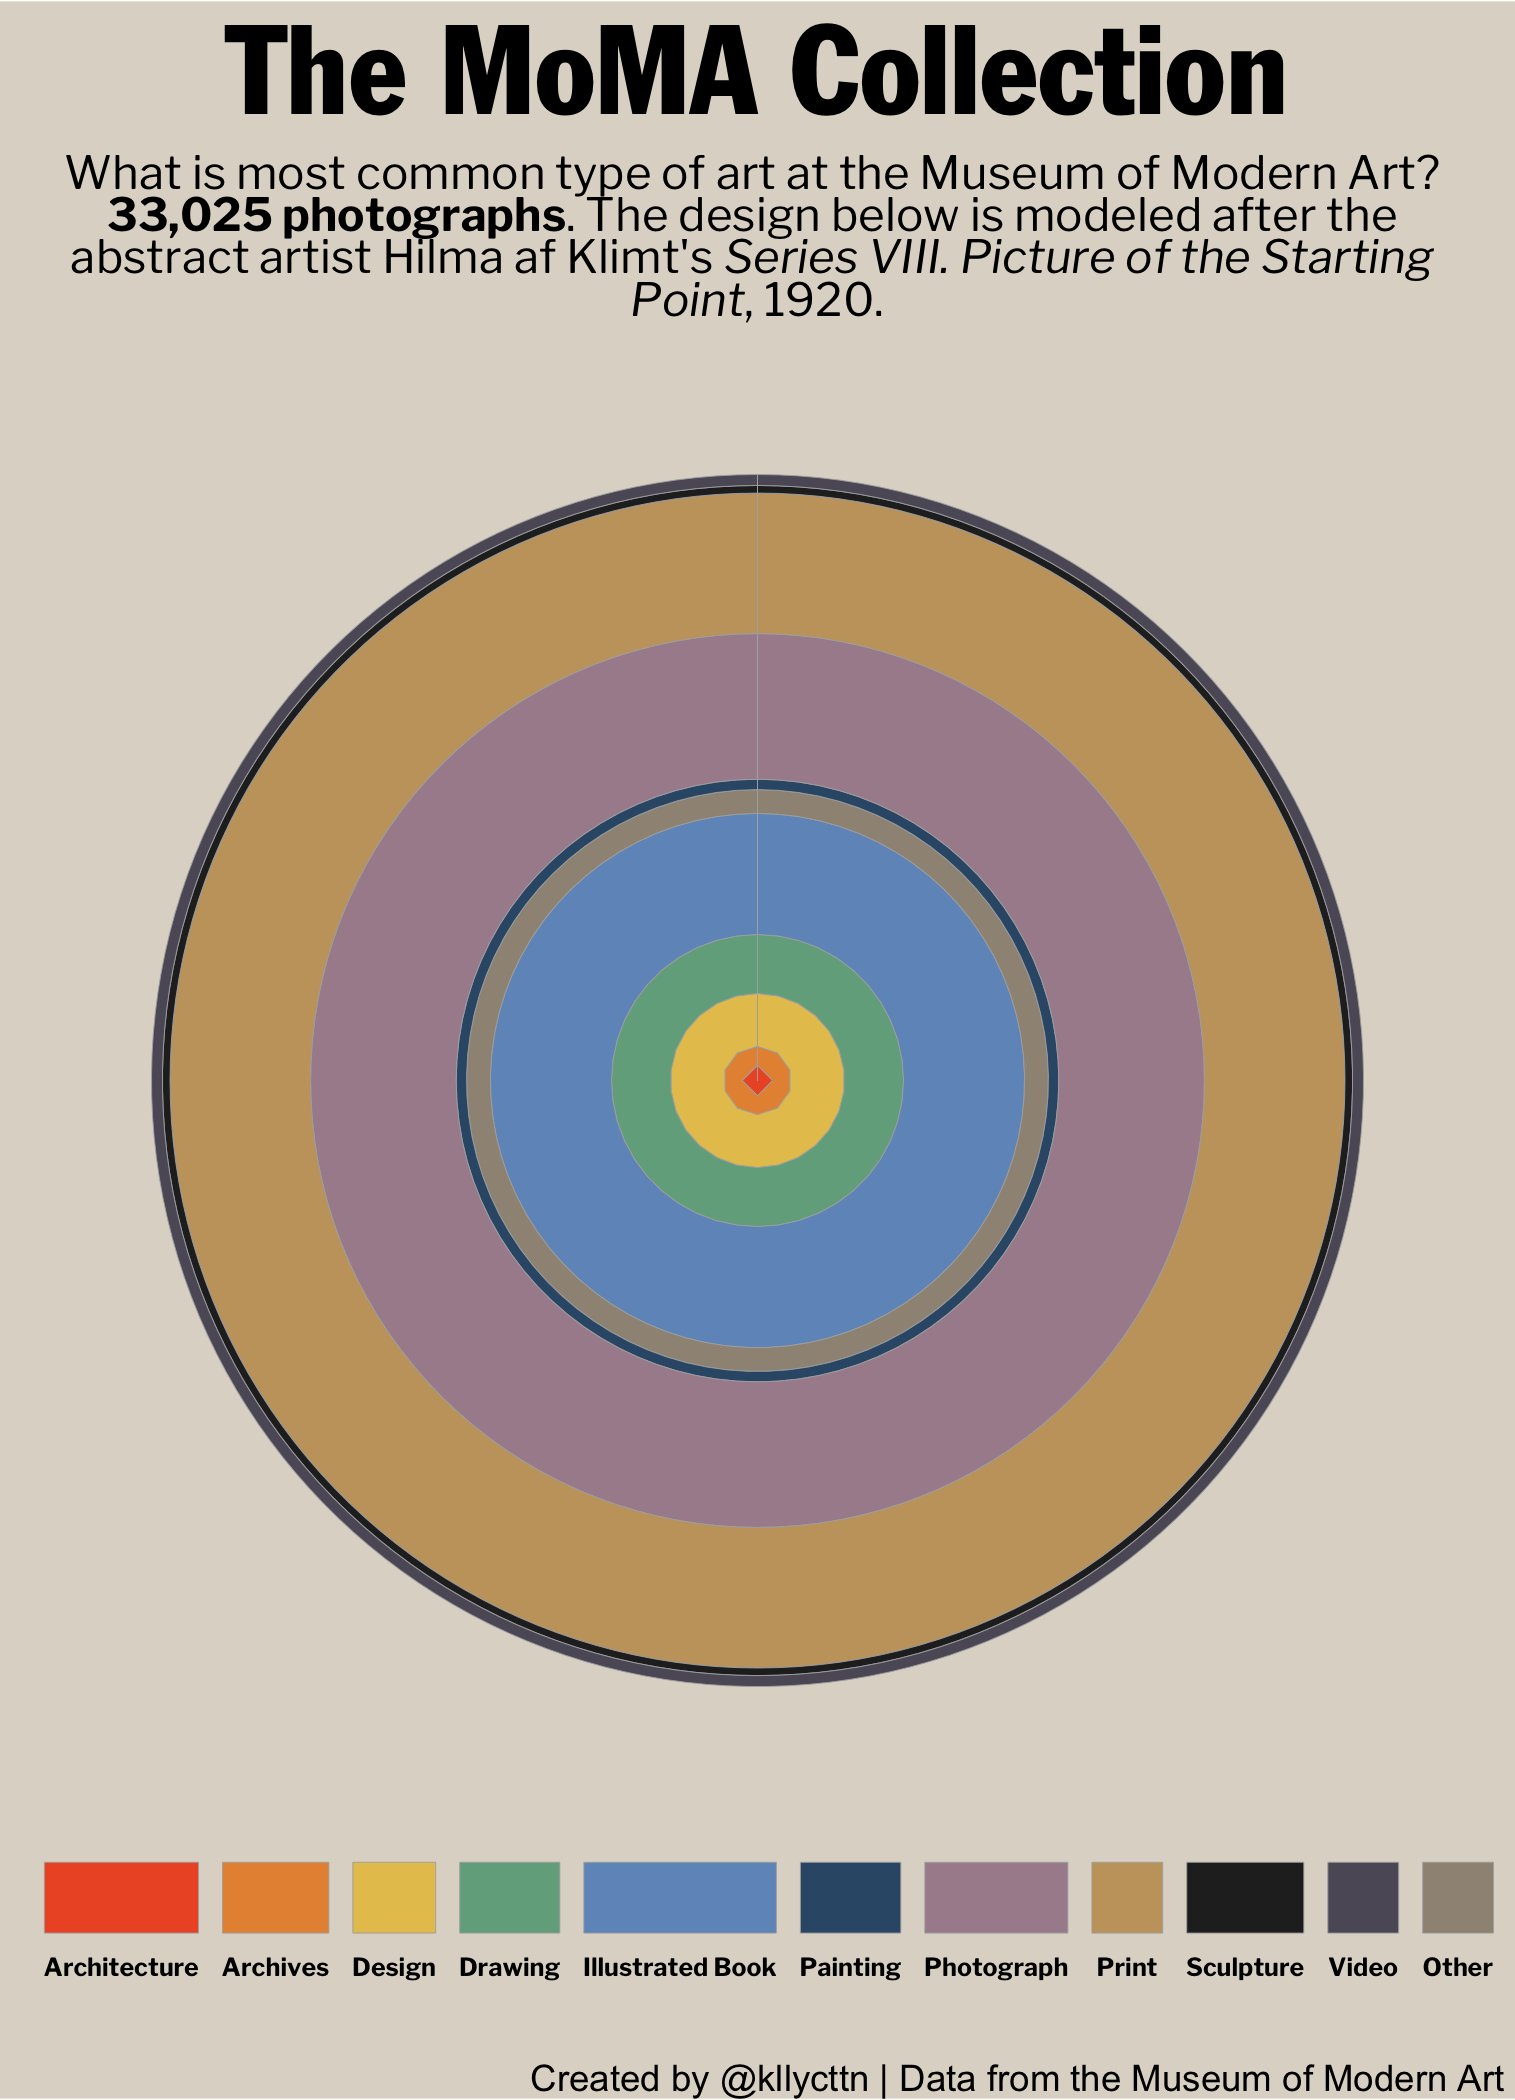 The MoMA Collection
What is most common type of art at the Museum of Modern Art?
33,025 photographs. The design below is modeled after the
abstract artist Hilma af Klimt's Series VIII. Picture of the Starting
Point, 1920.
Architecture Archives Design Drawing Illustrated Book Painting Photograph Print Sculpture Video Other
Created by @kllycttn | Data from the Museum of Modern Art